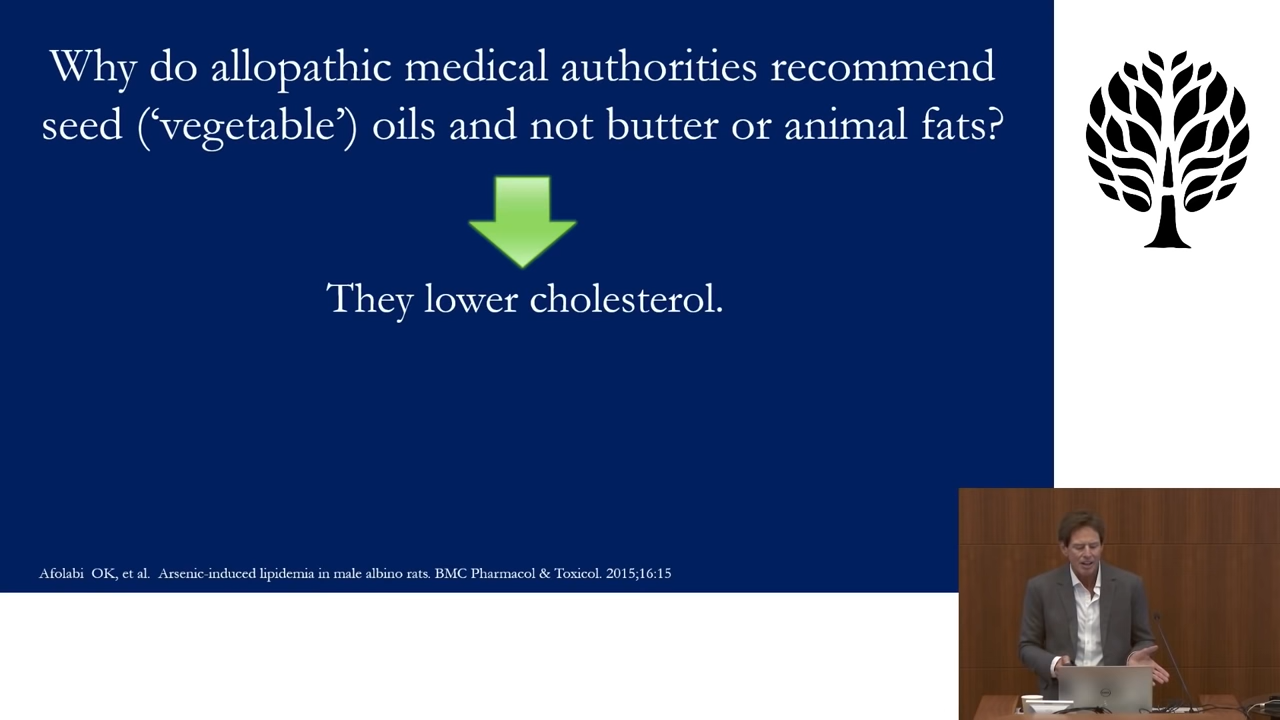 Why do allopathic medical authorities recommend
seed (‘vegetable’) oils and not butter or animal fats?
They lower cholesterol.
Afolabi OK, et al. Arsenic-induced lipidemia in male albino rats. BMC Pharmacol & Toxicol. 2015;16:15